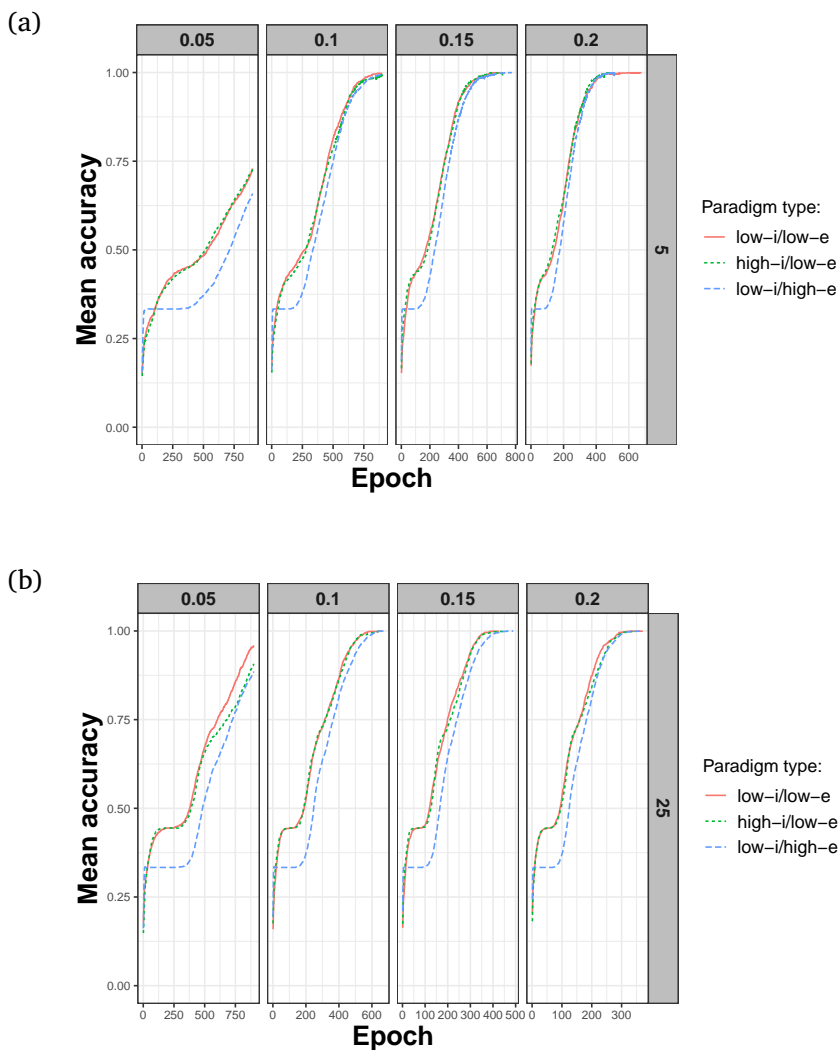 (a)
0.05 0.1 0.15 0.2
1.00
0.75
0.50
0.25
0.00
Mean accuracy
5
0 250 500 750 0 250 500 750 0 200 400 600 800 0 200 400 600
Epoch
Paradigm type:
low−i/low−e
high−i/low−e
low−i/high−e
(b)
0.05 0.1 0.15 0.2
1.00
0.75
0.50
0.25
0.00
Mean accuracy
25
0 250 500 750 0 200 400 600 0 100 200 300 400 500 0 100 200 300
Epoch
Paradigm type:
low−i/low−e
high−i/low−e
low−i/high−e